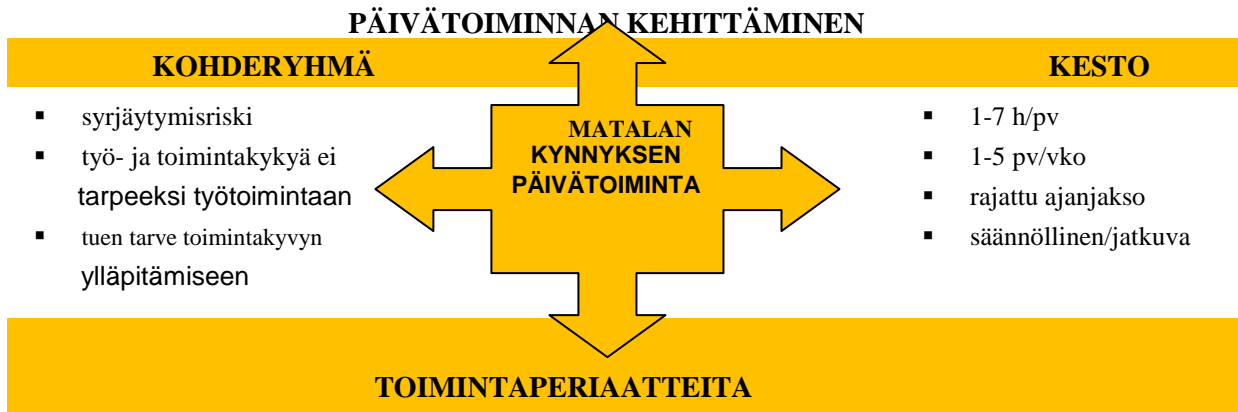 PÄIVÄTOIMINNAN KEHITTÄMINEN
KOHDERYHMÄ
▪ syrjäytymisriski
▪ työ- ja toimintakykyä ei
tarpeeksi työtoimintaan
▪ tuen tarve toimintakyvyn
ylläpitämiseen
MATALAN
KYNNYKSEN
PÄIVÄTOIMINTA
KESTO
▪ 1-7 h/pv
▪ 1-5 pv/vko
▪ rajattu ajanjakso
▪ säännöllinen/jatkuva
TOIMINTAPERIAATTEITA